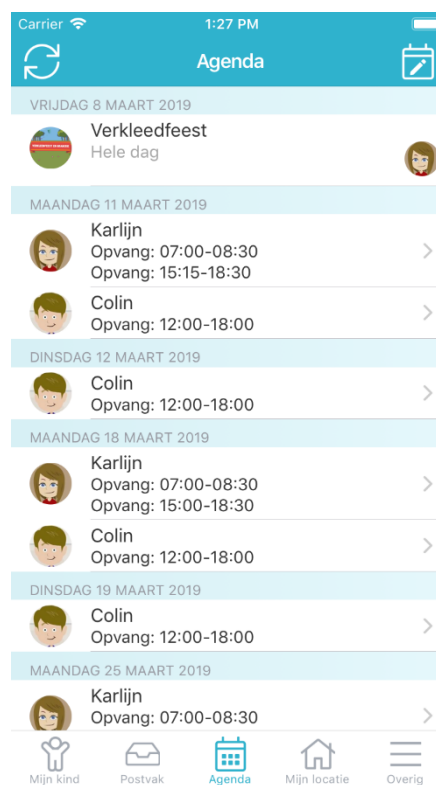 Carrier 1:27 PM
Agenda
VRIJDAG 8 MAART 2019
Verkleedfeest
Hele dag
MAANDAG 11 MAART 2019
Karlijn
Opvang: 07:00-08:30
Opvang: 15:15-18:30
Colin
Opvang: 12:00-18:00
DINSDAG 12 MAART 2019
Colin
Opvang: 12:00-18:00
MAANDAG 18 MAART 2019
Karlijn
Opvang: 07:00-08:30
Opvang: 15:00-18:30
Colin
Opvang: 12:00-18:00
DINSDAG 19 MAART 2019
Colin
Opvang: 12:00-18:00
MAANDAG 25 MAART 2019
Karlijn
Opvang: 07:00-08:30
Mijn kind Postvak Agenda Mijn locatie Overig